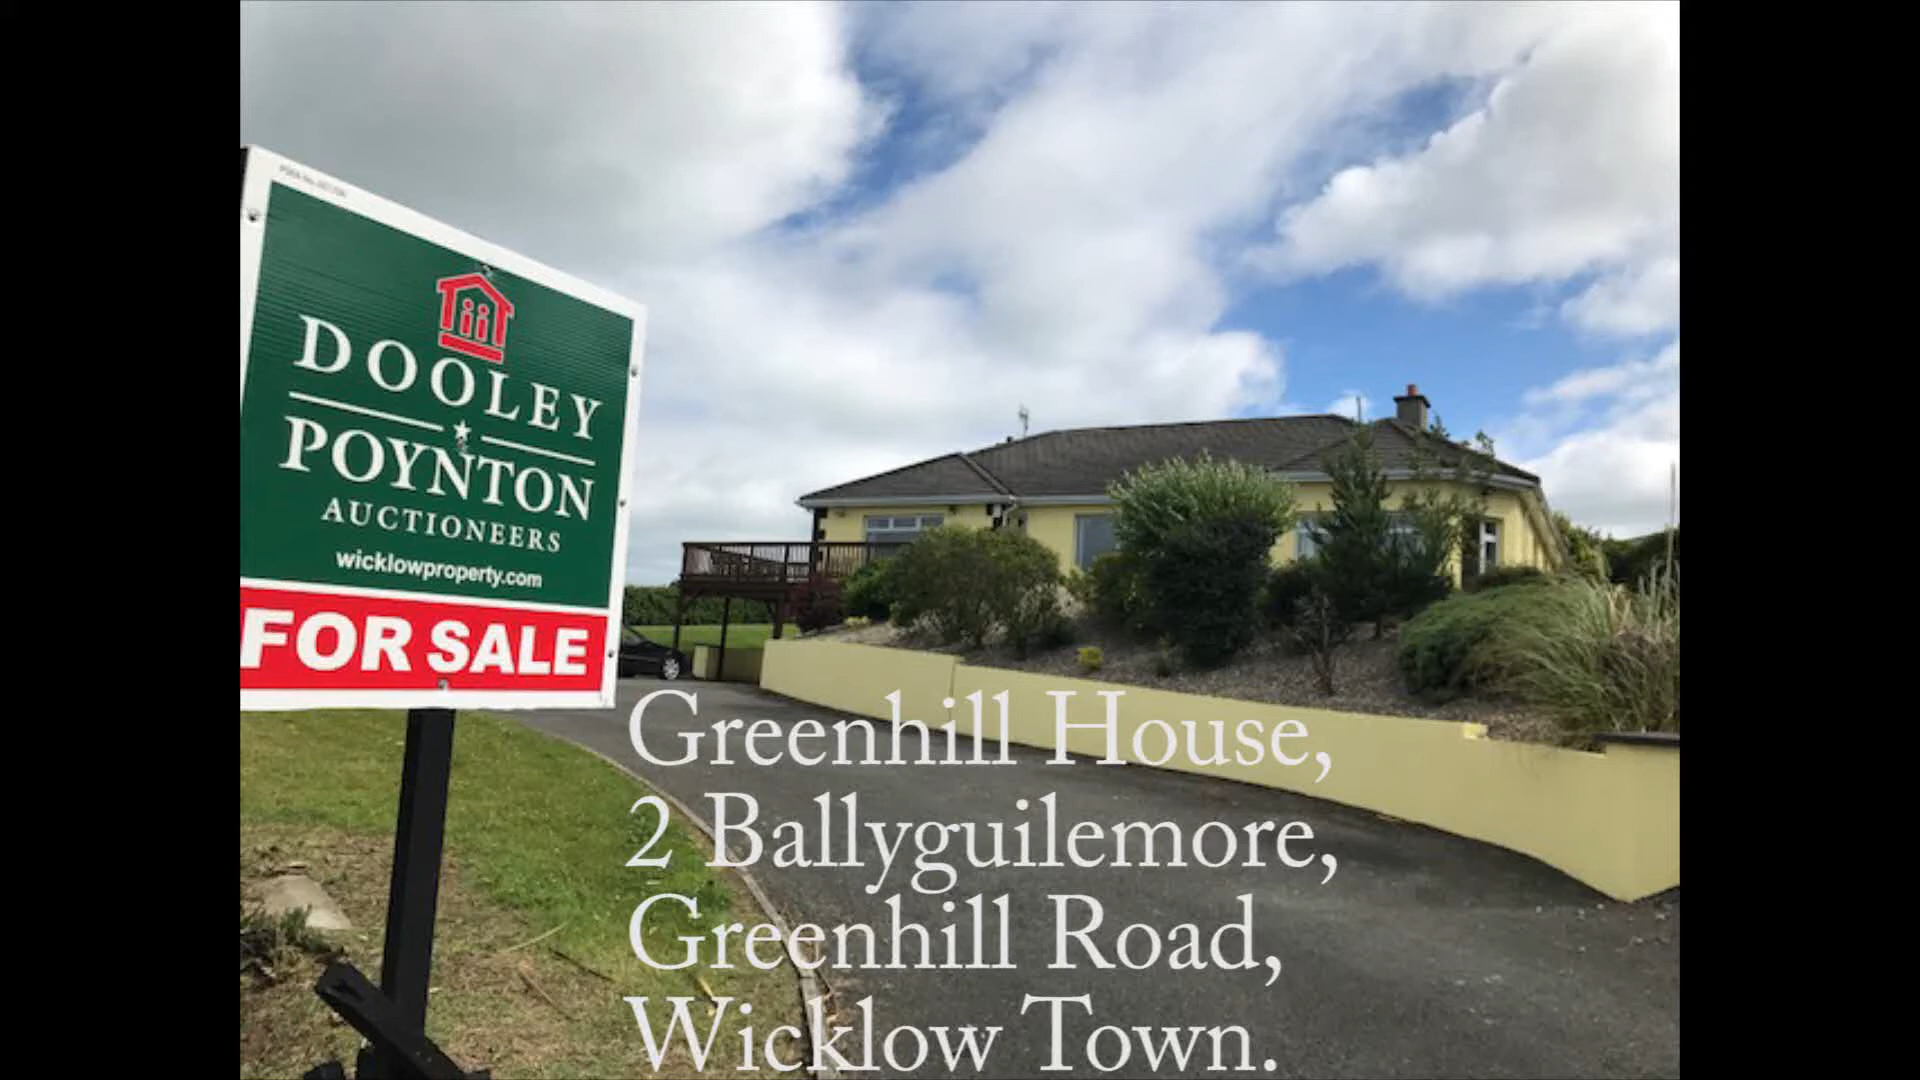 DOOLEY
POYNTON
AUCTIONEERS
wicklowproperty.com
FOR SALE
Greenhill House,
2 Ballyguilemore,
Greenhill Road,
Wicklow Town.